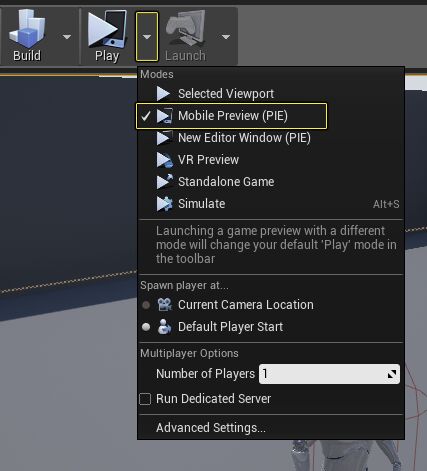 Build
Play
Launch
Modes
Selected Viewport
Mobile Preview (PIE)
New Editor Window (PIE)
VR Preview
Standalone Game
Simulate Alt+S
Launching a game preview with a different
mode will change your default 'Play' mode in
the toolbar
Spawn player at...
Current Camera Location
Default Player Start
Multiplayer Options
Number of Players 1
Run Dedicated Server
Advanced Settings...